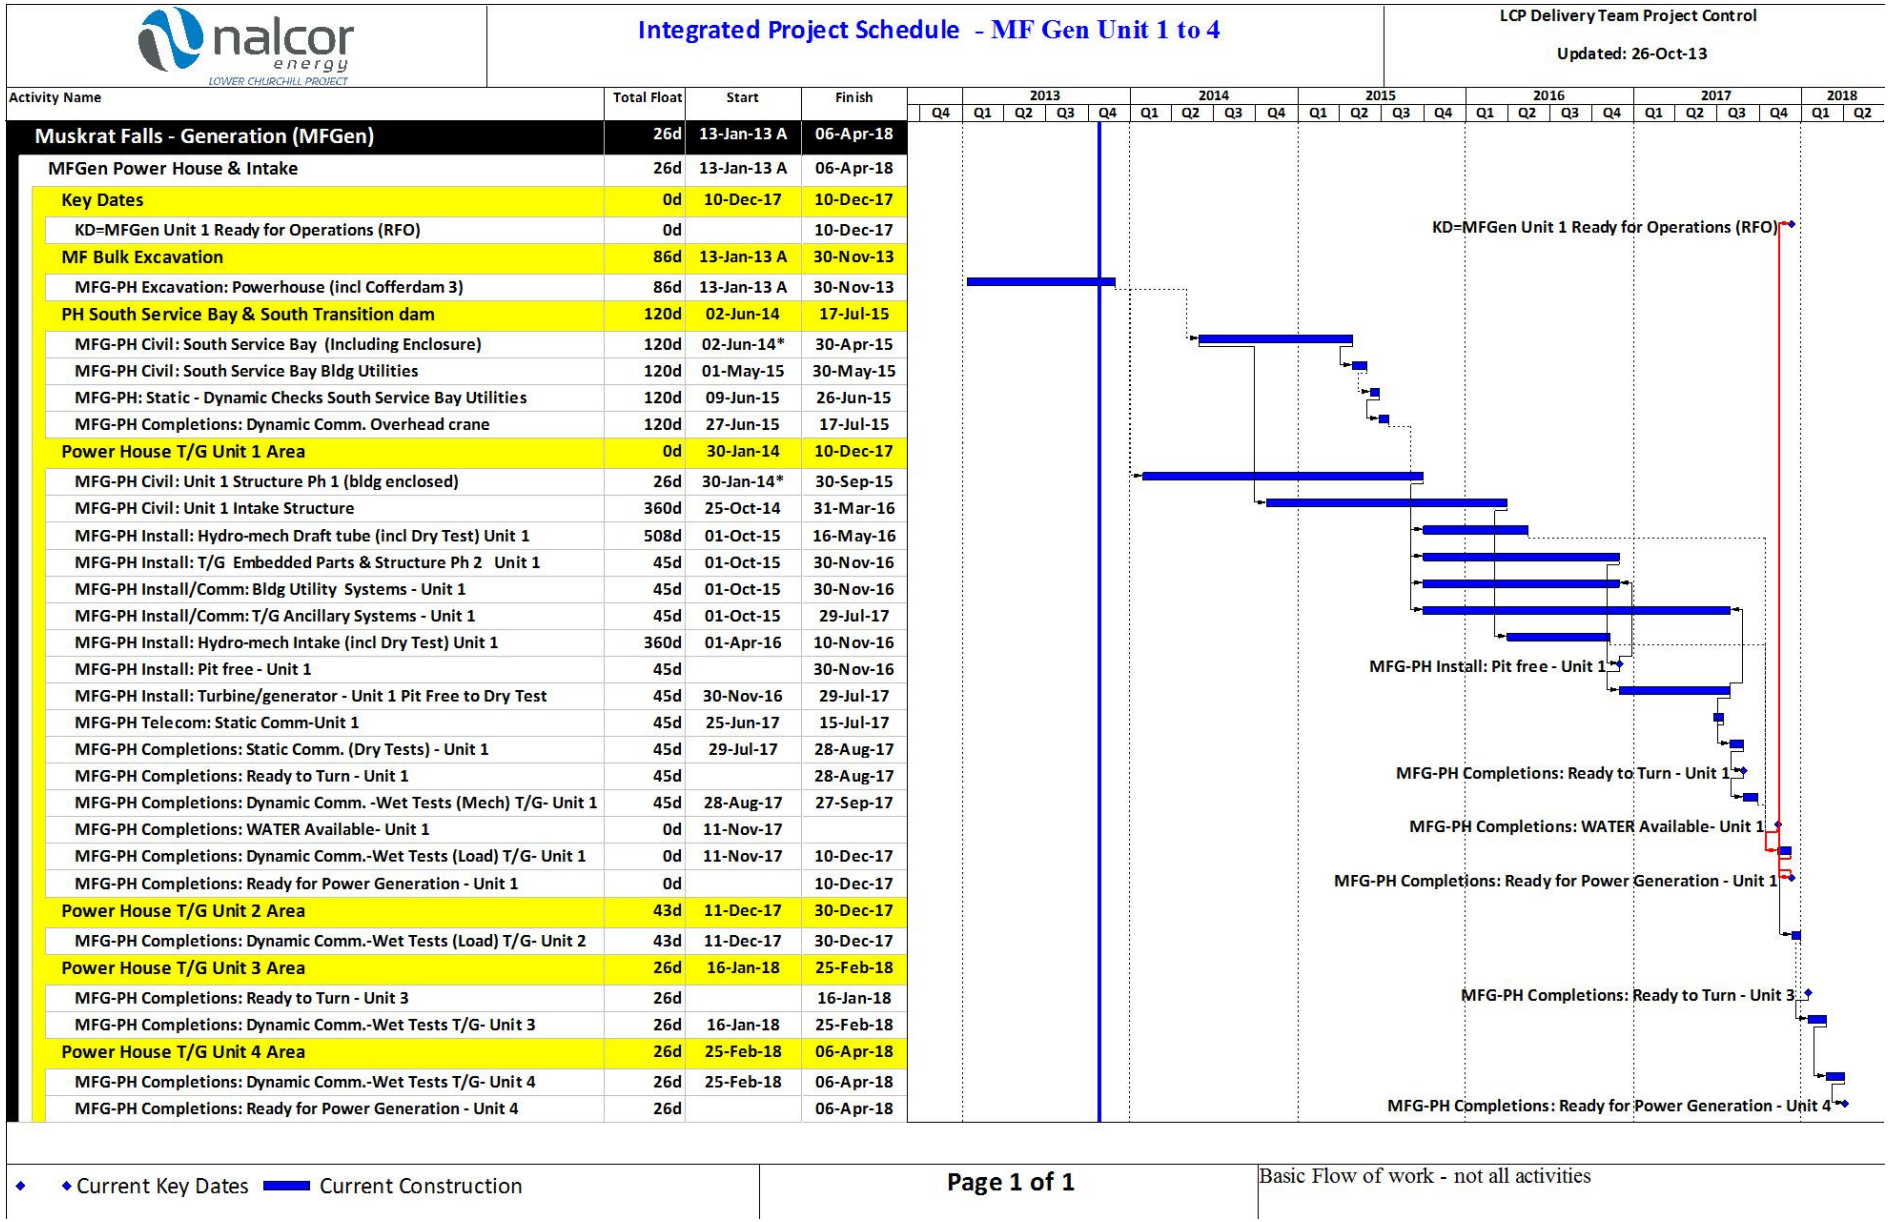 nalcor
energy
LOWER CHURCHILL PROJECT
Integrated Project Schedule - MF Gen Unit 1 to 4
LCP Delivery Team Project Control
Updated: 26-Oct-13
Activity Name Total Float Start Finish 2013 2014 2015 2016 2017 2018
Q4 Q1 Q2 Q3 Q4 Q1 Q2 Q3 Q4 Q1 Q2 Q3 Q4 Q1 Q2 Q3 Q4 Q1 Q2 Q3 Q4 Q1 Q2
Muskrat Falls - Generation (MFGen) 26d 13-Jan-13 A 06-Apr-18
MFGen Power House & Intake 26d 13-Jan-13 A 06-Apr-18
Key Dates 0d 10-Dec-17 10-Dec-17
KD=MFGen Unit 1 Ready for Operations (RFO) 0d 10-Dec-17 KD=MFGen Unit 1 Ready for Operations (RFO)
MF Bulk Excavation 86d 13-Jan-13 A 30-Nov-13
MFG-PH Excavation: Powerhouse (incl Cofferdam 3) 86d 13-Jan-13 A 30-Nov-13
PH South Service Bay & South Transition dam 120d 02-Jun-14 17-Jul-15
MFG-PH Civil: South Service Bay (Including Enclosure) 120d 02-Jun-14* 30-Apr-15
MFG-PH Civil: South Service Bay Bldg Utilities 120d 01-May-15 30-May-15
MFG-PH: Static - Dynamic Checks South Service Bay Utilities 120d 09-Jun-15 26-Jun-15
MFG-PH Completions: Dynamic Comm. Overhead crane 120d 27-Jun-15 17-Jul-15
Power House T/G Unit 1 Area 0d 30-Jan-14 10-Dec-17
MFG-PH Civil: Unit 1 Structure Ph 1 (bldg enclosed) 26d 30-Jan-14* 30-Sep-15
MFG-PH Civil: Unit 1 Intake Structure 360d 25-Oct-14 31-Mar-16
MFG-PH Install: Hydro-mech Draft tube (incl Dry Test) Unit 1 508d 01-Oct-15 16-May-16
MFG-PH Install: T/G Embedded Parts & Structure Ph 2 Unit 1 45d 01-Oct-15 30-Nov-16
MFG-PH Install/Comm: Bldg Utility Systems - Unit 1 45d 01-Oct-15 30-Nov-16
MFG-PH Install/Comm: T/G Ancillary Systems - Unit 1 45d 01-Oct-15 29-Jul-17
MFG-PH Install: Hydro-mech Intake (incl Dry Test) Unit 1 360d 01-Apr-16 10-Nov-16
MFG-PH Install: Pit free - Unit 1 45d 30-Nov-16 MFG-PH Install: Pit free - Unit 1
MFG-PH Install: Turbine/generator - Unit 1 Pit Free to Dry Test 45d 30-Nov-16 29-Jul-17
MFG-PH Telecom: Static Comm-Unit 1 45d 25-Jun-17 15-Jul-17
MFG-PH Completions: Static Comm. (Dry Tests) - Unit 1 45d 29-Jul-17 28-Aug-17
MFG-PH Completions: Ready to Turn - Unit 1 45d 28-Aug-17 MFG-PH Completions: Ready to Turn - Unit 1
MFG-PH Completions: Dynamic Comm. -Wet Tests (Mech) T/G- Unit 1 45d 28-Aug-17 27-Sep-17
MFG-PH Completions: WATER Available- Unit 1 0d 11-Nov-17 MFG-PH Completions: WATER Available- Unit 1
MFG-PH Completions: Dynamic Comm.-Wet Tests (Load) T/G- Unit 1 0d 11-Nov-17 10-Dec-17
MFG-PH Completions: Ready for Power Generation - Unit 1 0d 10-Dec-17 MFG-PH Completions: Ready for Power Generation - Unit 1
Power House T/G Unit 2 Area 43d 11-Dec-17 30-Dec-17
MFG-PH Completions: Dynamic Comm.-Wet Tests (Load) T/G- Unit 2 43d 11-Dec-17 30-Dec-17
Power House T/G Unit 3 Area 26d 16-Jan-18 25-Feb-18
MFG-PH Completions: Ready to Turn - Unit 3 26d 16-Jan-18 MFG-PH Completions: Ready to Turn - Unit 3
MFG-PH Completions: Dynamic Comm.-Wet Tests T/G- Unit 3 26d 16-Jan-18 25-Feb-18
Power House T/G Unit 4 Area 26d 25-Feb-18 06-Apr-18
MFG-PH Completions: Dynamic Comm.-Wet Tests T/G- Unit 4 26d 25-Feb-18 06-Apr-18
MFG-PH Completions: Ready for Power Generation - Unit 4 26d 06-Apr-18 MFG-PH Completions: Ready for Power Generation - Unit 4
Current Key Dates Current Construction
Page 1 of 1
Basic Flow of work - not all activities